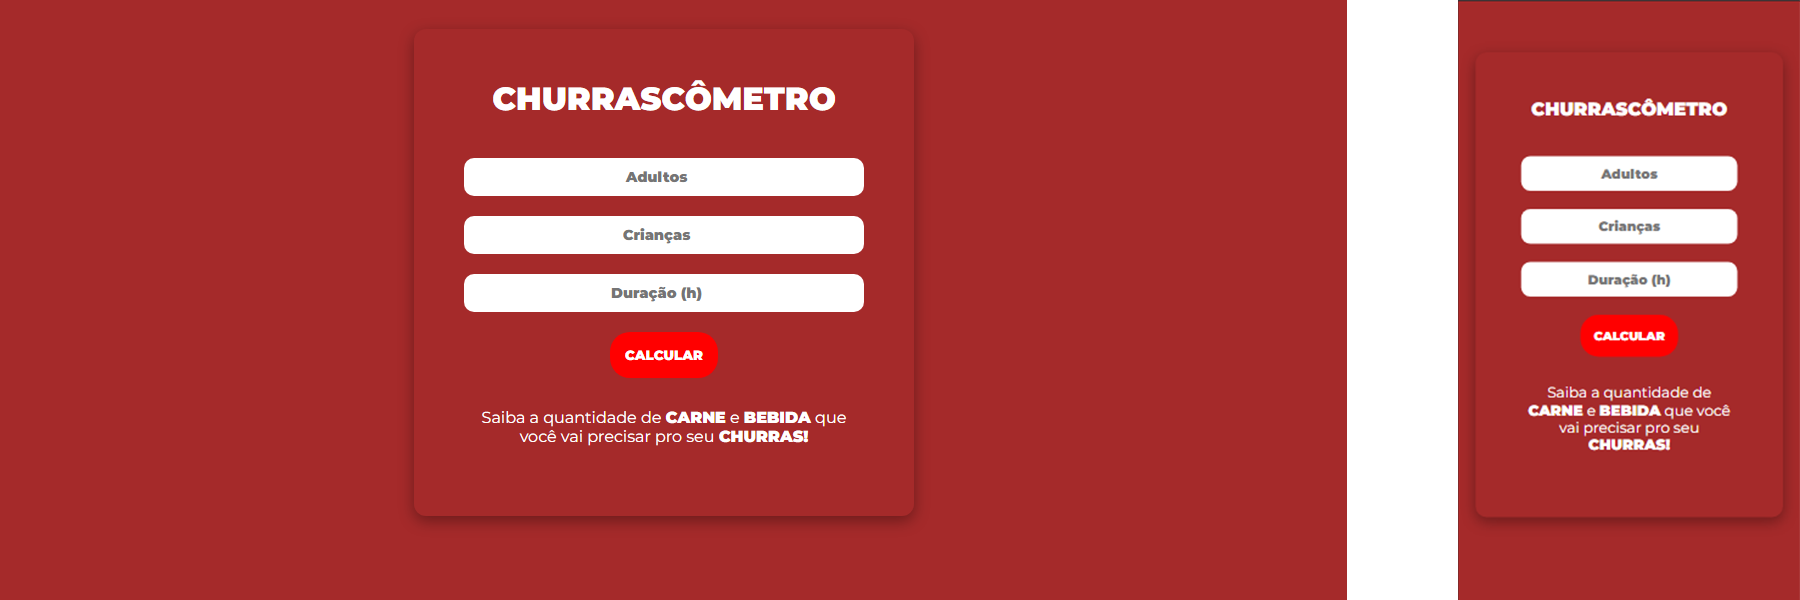 CHURRASCÔMETRO
Adultos
Crianças
Duração (h)
CALCULAR
Saiba a quantidade de CARNE e BEBIDA que
você vai precisar pro seu CHURRAS!
CHURRASCÔMETRO
Adultos
Crianças
Duração (h)
CALCULAR
Saiba a quantidade de
CARNE e BEBIDA que você
vai precisar pro seu
CHURRAS!